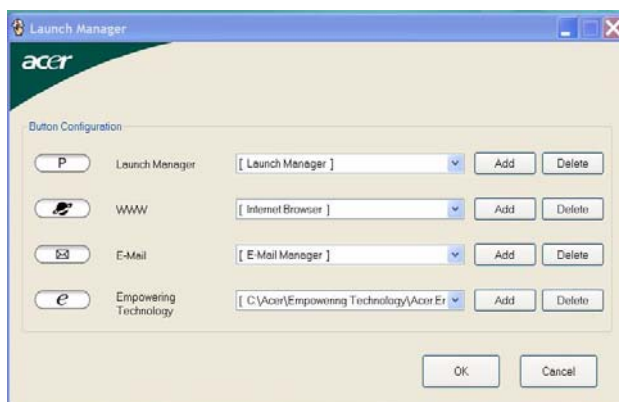 Launch Manager
acer
Button Configuration
P Launch Manager [ Launch Manager ] Add Delete
WWW [ Internet Browser ] Add Delete
E-Mail [ E-Mail Manager ] Add Delete
e Empowering Technology [ C:\Acer\Empowering Technology\Acer.Er Add Delete
OK Cancel